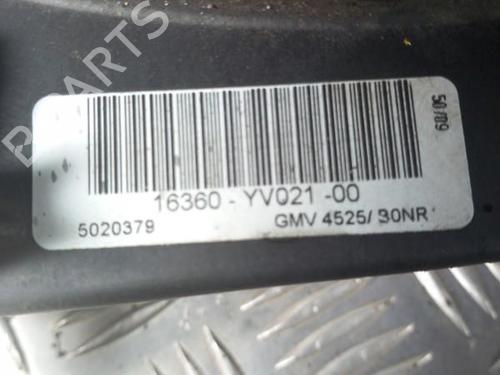 B-PARTS
50/09
16360 - YV021 -00
5020379
GMV 4525/ 30NR